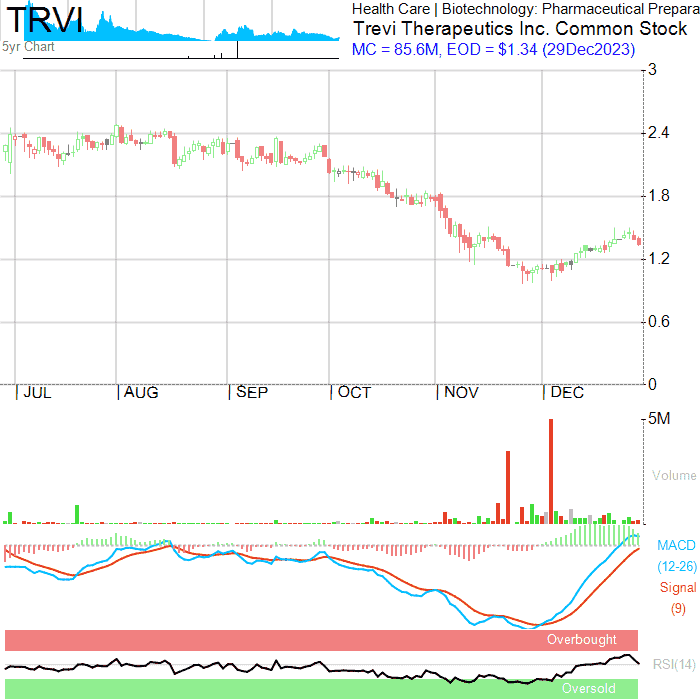 TRVI
5yr Chart
Health Care | Biotechnology: Pharmaceutical Prepara
Trevi Therapeutics Inc. Common Stock
MC = 85.6M, EOD = $1.34 (29Dec2023)
3
2.4
1.8
1.2
0.6
0
JUL
AUG
SEP
OCT
NOV
DEC
5M
Volume
MACD
(12-26)
Signal
(9)
Overbought
RSI(14)
Oversold